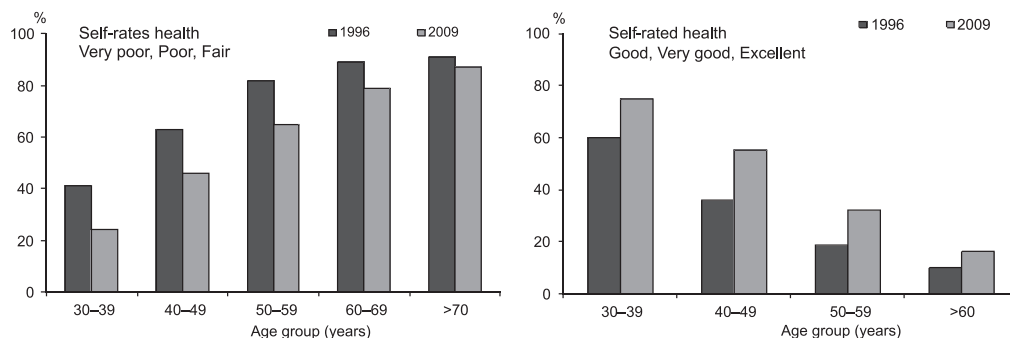 %
Self-rates health
Very poor, Poor, Fair
1996 2009
100
80
60
40
20
0
30–39 40–49 50–59 60–69 >70
Age group (years)
%
Self-rated health
Good, Very good, Excellent
1996 2009
100
80
60
40
20
0
30–39 40–49 50–59 >60
Age group (years)